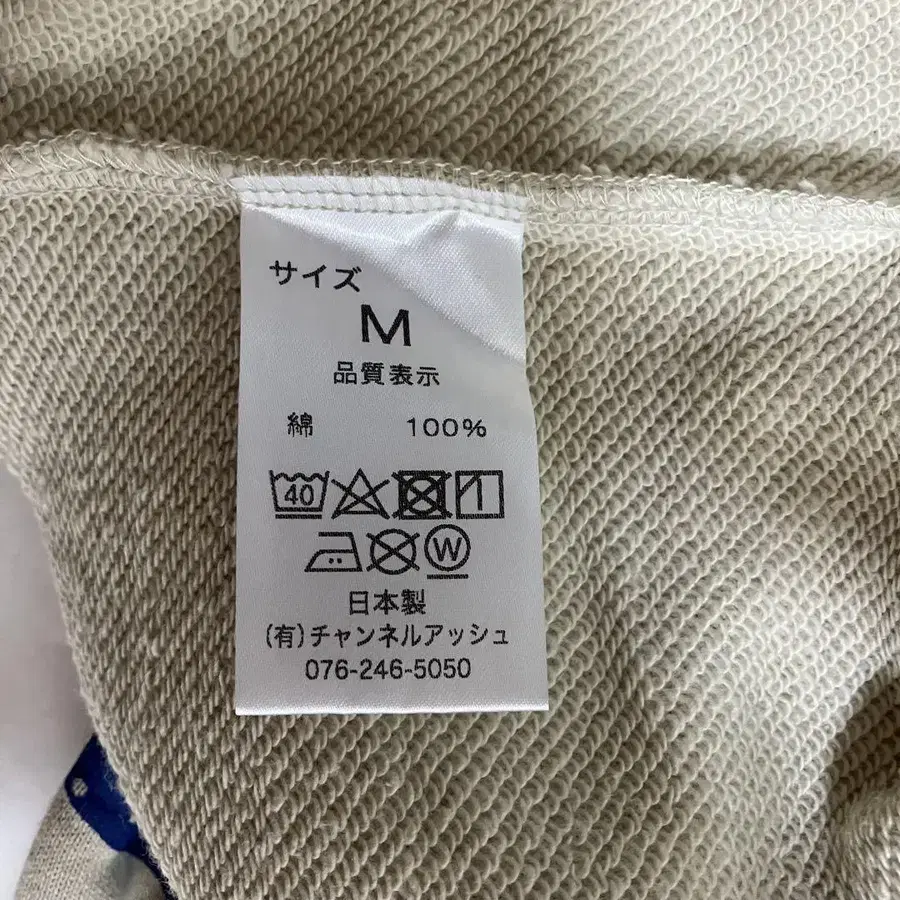 サイズ
M
品質表示
綿 100%
40
W
日本製
(有)チャンネルアッシュ
076-246-5050